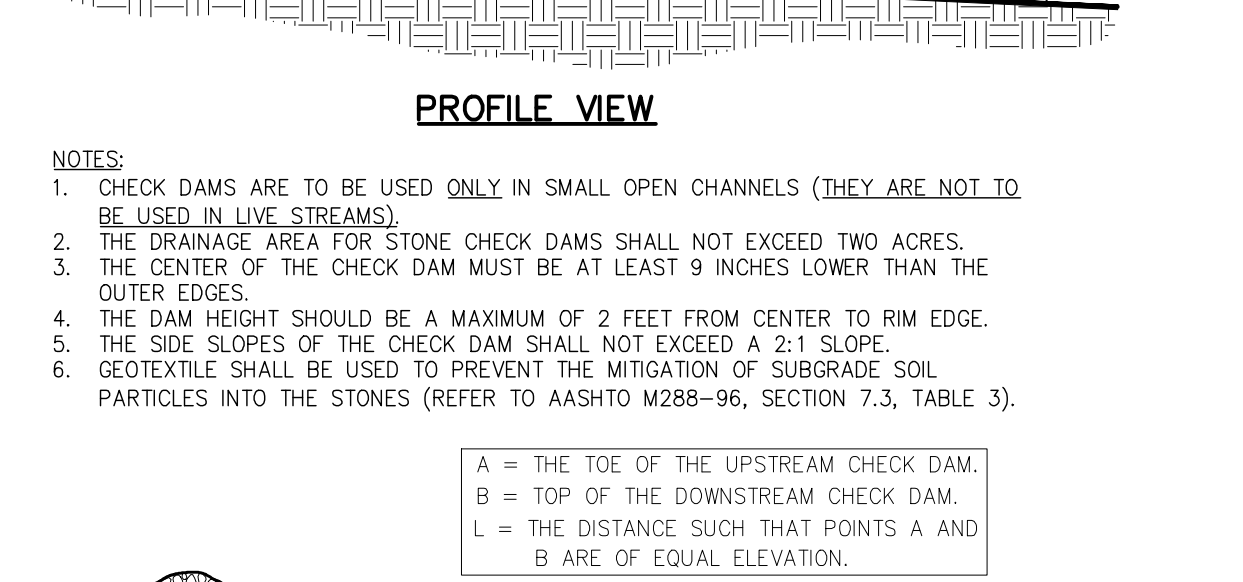 PROFILE VIEW
NOTES:
1. CHECK DAMS ARE TO BE USED ONLY IN SMALL OPEN CHANNELS (THEY ARE NOT TO
BE USED IN LIVE STREAMS).
2. THE DRAINAGE AREA FOR STONE CHECK DAMS SHALL NOT EXCEED TWO ACRES.
3. THE CENTER OF THE CHECK DAM MUST BE AT LEAST 9 INCHES LOWER THAN THE
OUTER EDGES.
4. THE DAM HEIGHT SHOULD BE A MAXIMUM OF 2 FEET FROM CENTER TO RIM EDGE.
5. THE SIDE SLOPES OF THE CHECK DAM SHALL NOT EXCEED A 2:1 SLOPE.
6. GEOTEXTILE SHALL BE USED TO PREVENT THE MITIGATION OF SUBGRADE SOIL
PARTICLES INTO THE STONES (REFER TO AASHTO M288-96, SECTION 7.3, TABLE 3).
A = THE TOE OF THE UPSTREAM CHECK DAM.
B = TOP OF THE DOWNSTREAM CHECK DAM.
L = THE DISTANCE SUCH THAT POINTS A AND
B ARE OF EQUAL ELEVATION.